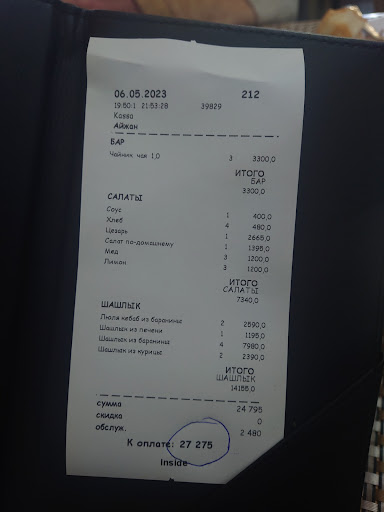 06.05.2023 212
19:50:1 21:53:28 39829
Kassa
Айжан
БАР
Чайник чая 1,0 3 3300,0
ИТОГО
БАР
3300,0
САЛАТЫ
Соус 1 400,0
Хлеб 4 480,0
Цезарь 1 2665,0
Салат по-домашнему 1 1395,0
Мед 3 1200,0
Лимон 3 1200,0
ИТОГО
САЛАТЫ
7340,0
ШАШЛЫК
Люля кебаб из баранины 2 2590,0
Шашлык из печени 1 1195,0
Шашлык из баранины 4 7980,0
Шашлык из курицы 2 2390,0
ИТОГО
ШАШЛЫК
14155,0
сумма 24 795
скидка 0
обслуж. 2 480
К оплате: 27 275
Inside